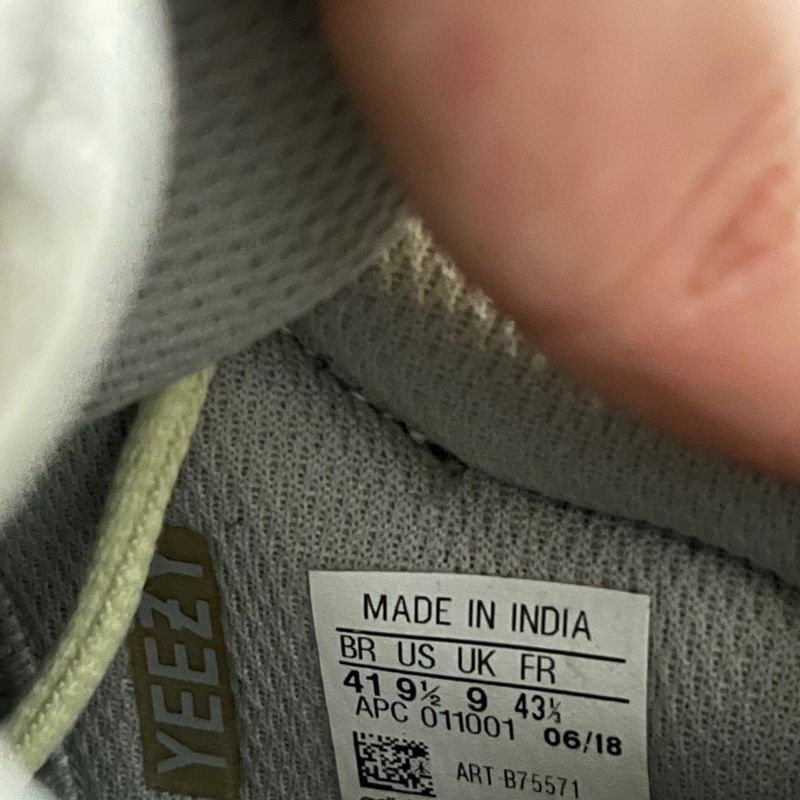 YEEZY
MADE IN INDIA
BR US UK FR
41 9½ 9 43⅓
APC 011001 06/18
ART B75571